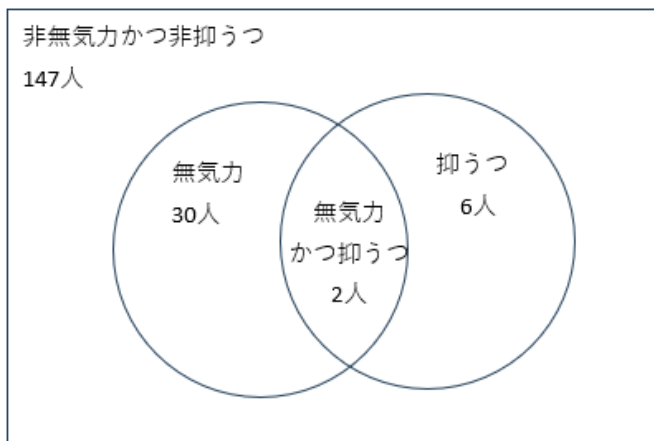 非無気力かつ非抑うつ
147人
無気力
30人
無気力
かつ抑うつ
2人
抑うつ
6人